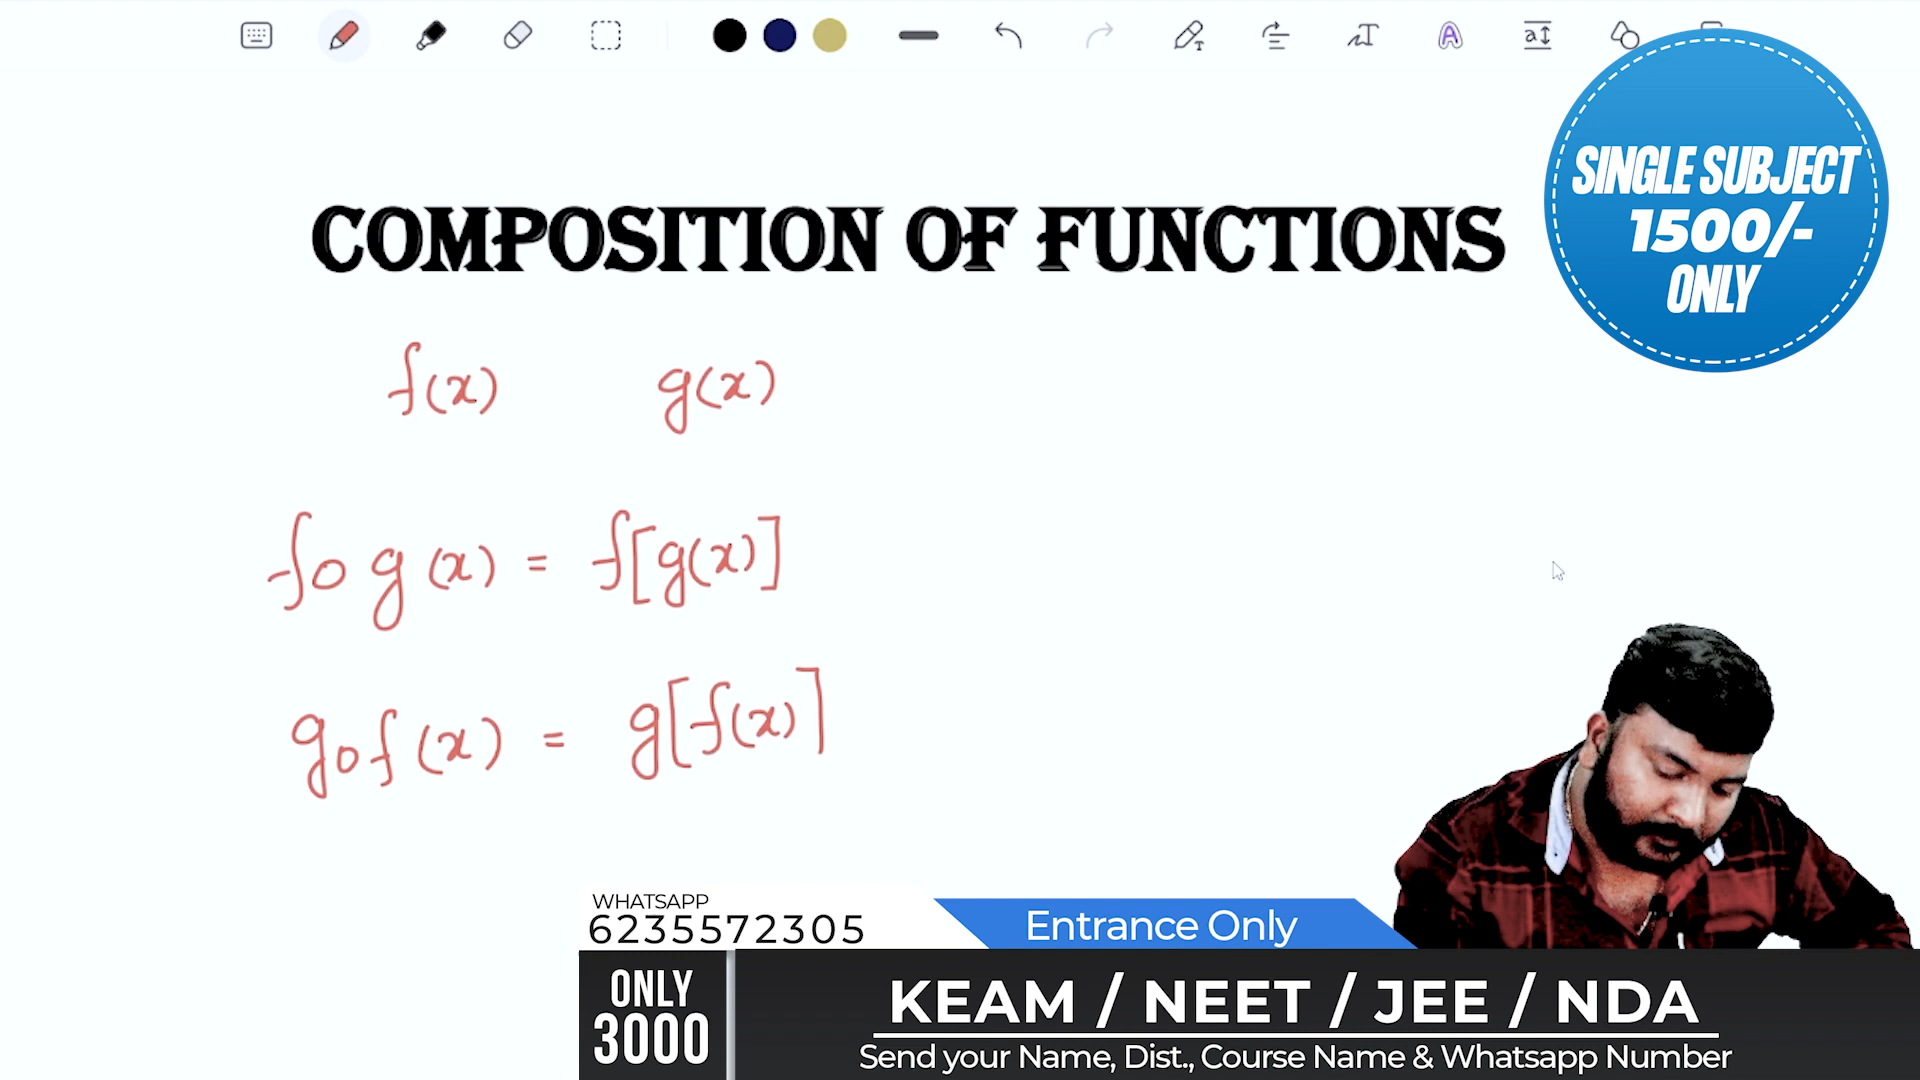 SINGLE SUBJECT
1500/-
ONLY
COMPOSITION OF FUNCTIONS
f(x) g(x)
fog(x) = f[g(x)]
gof(x) = g[f(x)]
WHATSAPP
6235572305
Entrance Only
ONLY
3000
KEAM / NEET / JEE / NDA
Send your Name, Dist., Course Name & Whatsapp Number